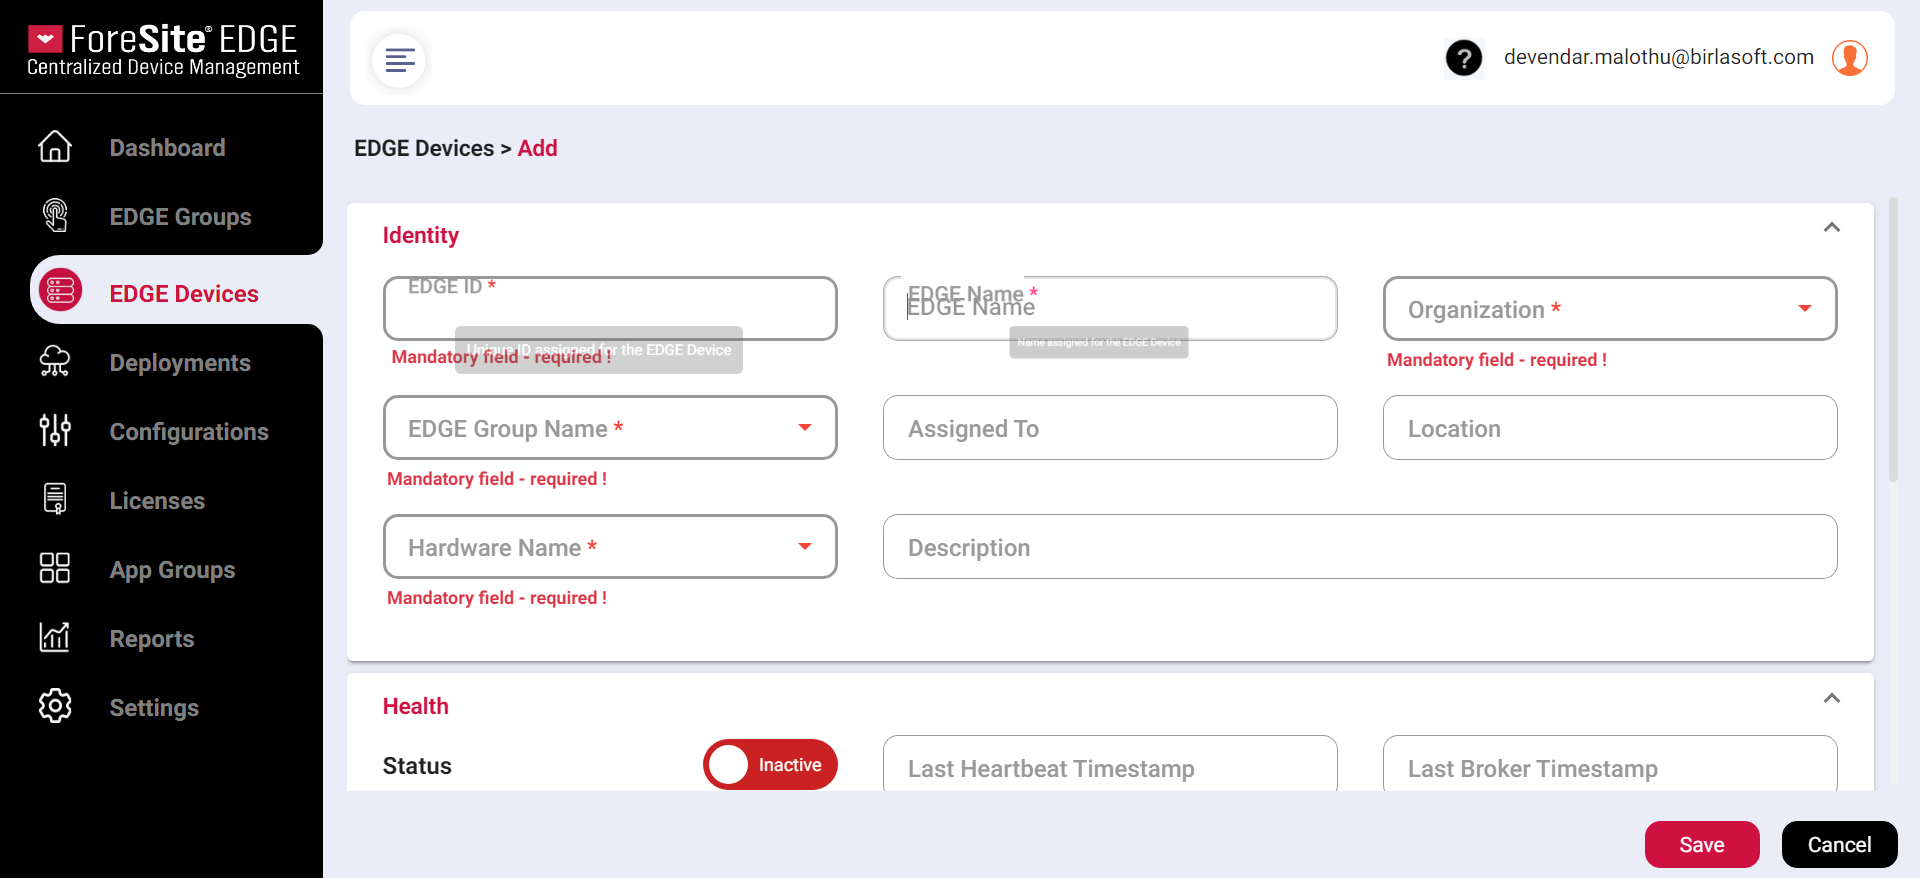 ForeSite® EDGE
Centralized Device Management
? devendar.malothu@birlasoft.com
Dashboard
EDGE Groups
EDGE Devices
Deployments
Configurations
Licenses
App Groups
Reports
Settings
EDGE Devices > Add
Identity
EDGE ID *
EDGE Name *
EDGE Name
Organization *
Unique ID assigned for the EDGE Device
Mandatory field - required !
Name assigned for the EDGE Device
Mandatory field - required !
EDGE Group Name *
Assigned To
Location
Mandatory field - required !
Hardware Name *
Description
Mandatory field - required !
Health
Status
Inactive
Last Heartbeat Timestamp
Last Broker Timestamp
Save
Cancel